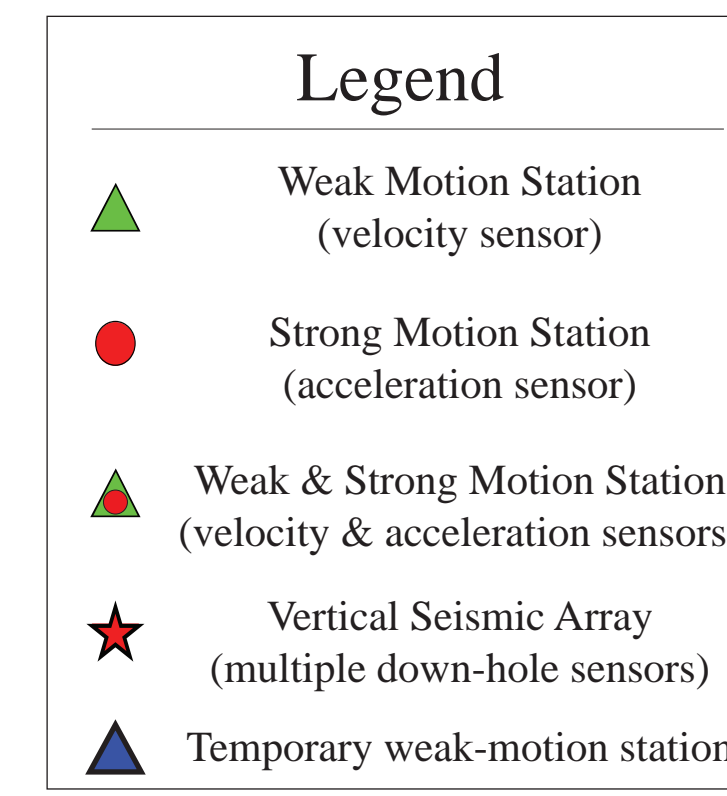 Legend
Weak Motion Station
(velocity sensor)
Strong Motion Station
(acceleration sensor)
Weak & Strong Motion Station
(velocity & acceleration sensors
Vertical Seismic Array
(multiple down-hole sensors)
Temporary weak-motion station